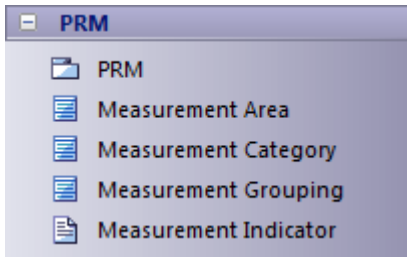 PRM
PRM
Measurement Area
Measurement Category
Measurement Grouping
Measurement Indicator